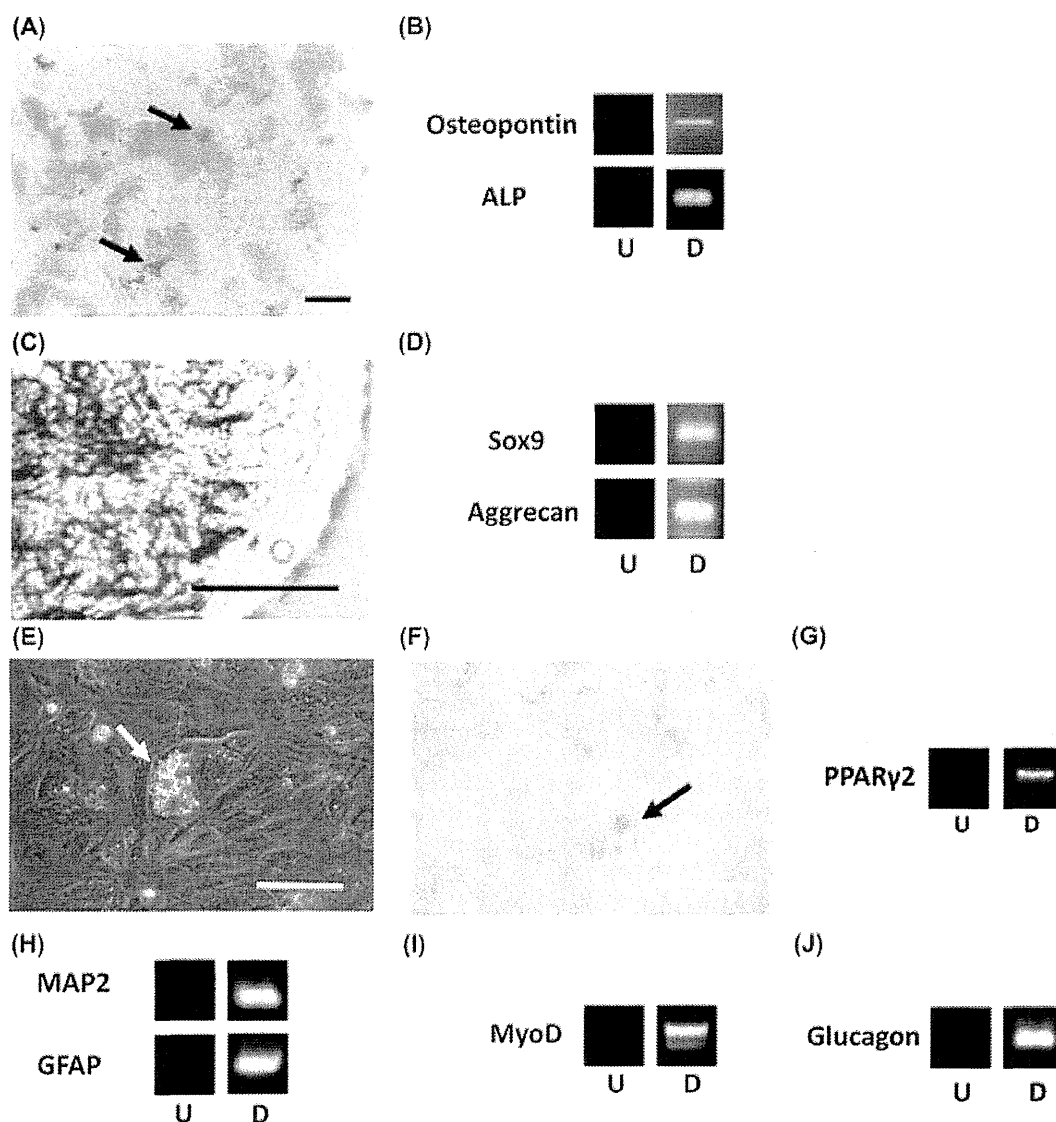 (A)
(B)
Osteopontin
ALP
U D
(C)
(D)
Sox9
Aggrecan
U D
(E)
(F)
(G)
PPARγ2
U D
(H)
MAP2
GFAP
U D
(I)
MyoD
U D
(J)
Glucagon
U D